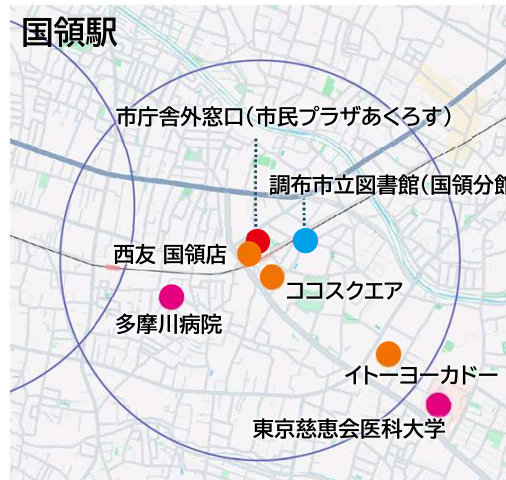 国領駅
市庁舎外窓口（市民プラザあくろす）
調布市立図書館（国領分館
西友 国領店
ココスクエア
多摩川病院
イトーヨーカドー
東京慈恵会医科大学